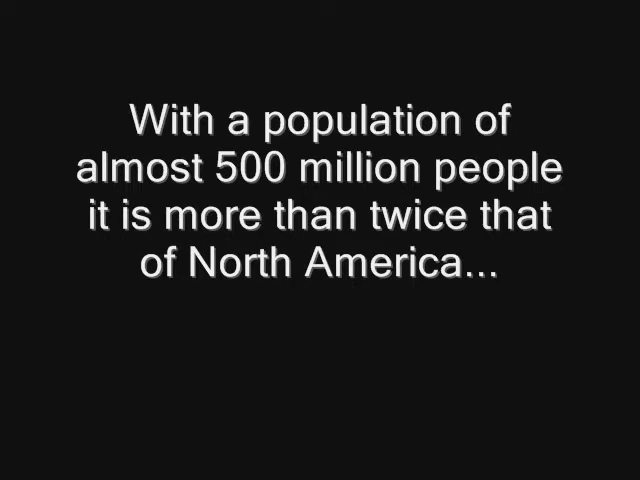 With a population of
almost 500 million people
it is more than twice that
of North America...